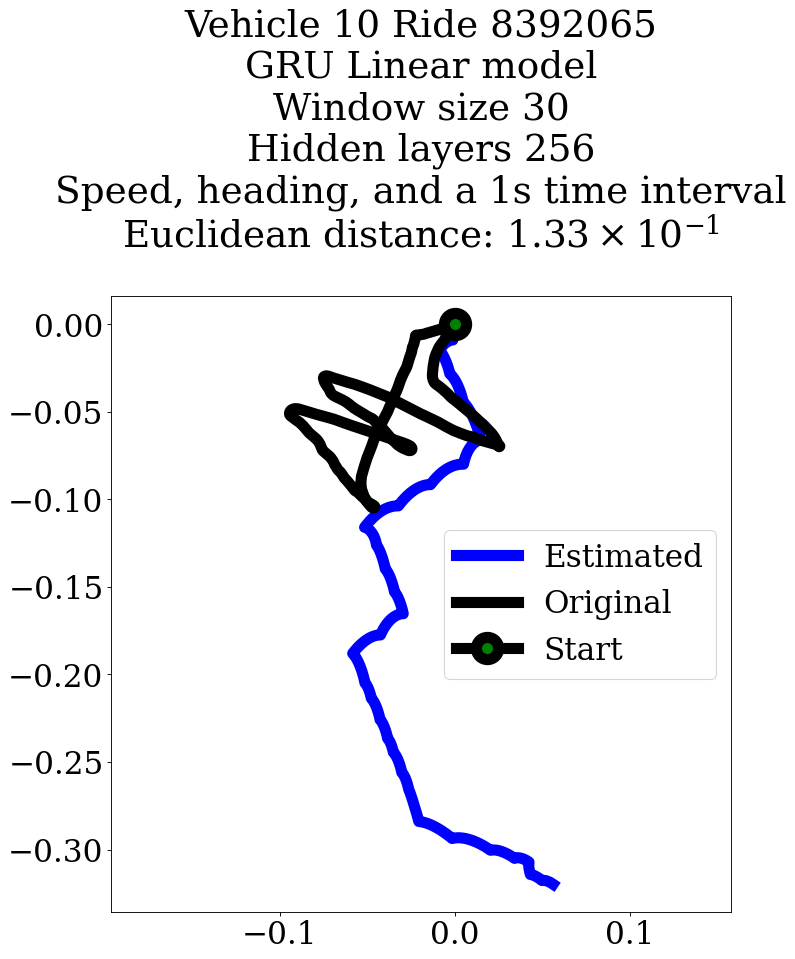 Vehicle 10 Ride 8392065
GRU Linear model
Window size 30
Hidden layers 256
Speed, heading, and a 1s time interval
Euclidean distance: 1.33 × 10⁻¹
0.00
−0.05
−0.10
−0.15
−0.20
−0.25
−0.30
Estimated
Original
Start
−0.1
0.0
0.1